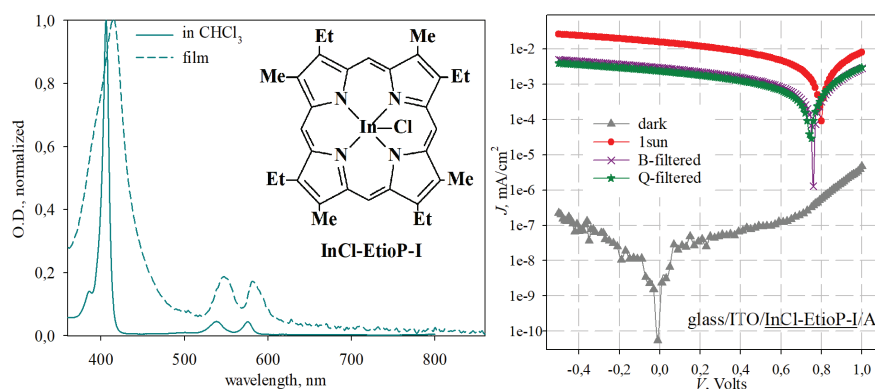 in CHCl3
film
O.D., normalized
1,0
0,8
0,6
0,4
0,2
0,0
400 500 600 700 800
wavelength, nm
Et Me
Me Et
N N
In Cl
N N
Et Me
Me Et
InCl-EtioP-I
J, mA/cm2
1e-2
1e-3
1e-4
1e-5
1e-6
1e-7
1e-8
1e-9
1e-10
dark
1sun
B-filtered
Q-filtered
glass/ITO/InCl-EtioP-I/A
-0,4 -0,2 0,0 0,2 0,4 0,6 0,8 1,0
V, Volts